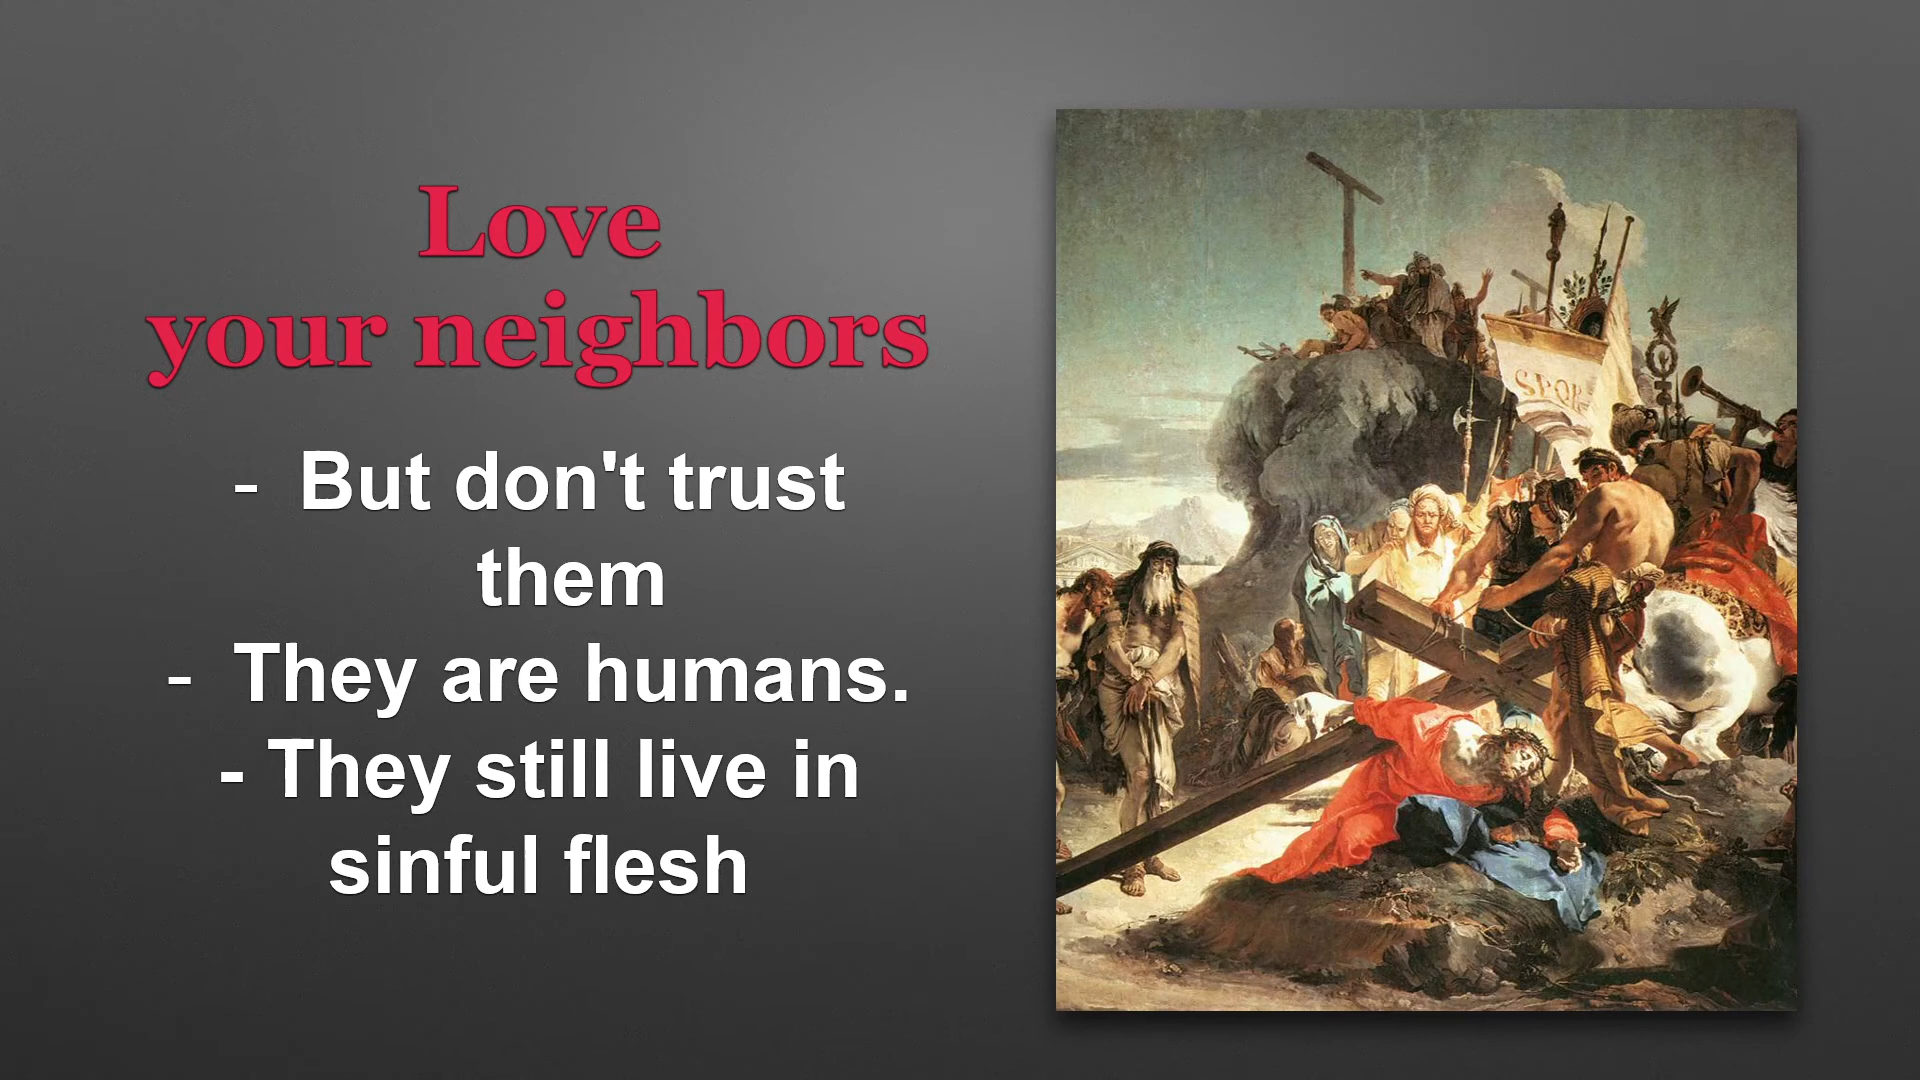 Love
your neighbors
- But don't trust
them
- They are humans.
- They still live in
sinful flesh
SPQR